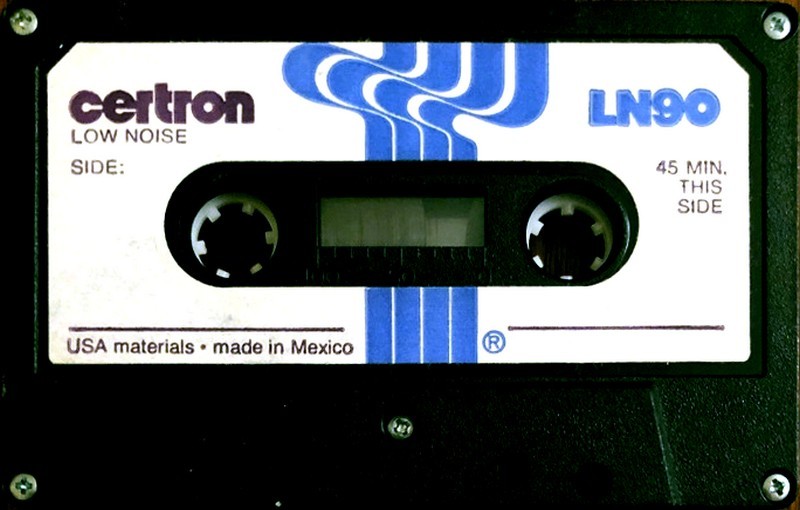 certron
LOW NOISE
SIDE:
LN90
45 MIN.
THIS
SIDE
USA materials • made in Mexico
®